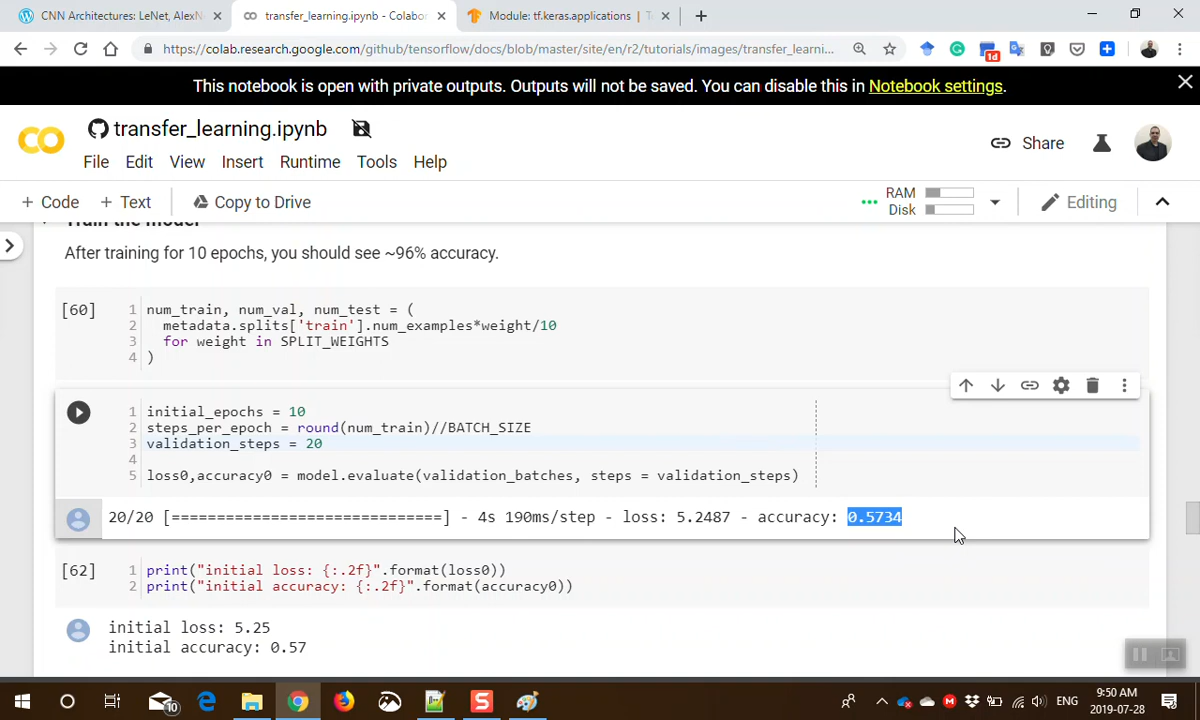 CNN Architectures: LeNet, AlexN
transfer_learning.ipynb - Colabor
Module: tf.keras.applications | T
https://colab.research.google.com/github/tensorflow/docs/blob/master/site/en/r2/tutorials/images/transfer_learni...
1d
This notebook is open with private outputs. Outputs will not be saved. You can disable this in Notebook settings.
transfer_learning.ipynb
Share
File Edit View Insert Runtime Tools Help
+ Code + Text Copy to Drive
RAM
Disk
Editing
Train the model
After training for 10 epochs, you should see ~96% accuracy.
[60]
1 num_train, num_val, num_test = (
2 metadata.splits['train'].num_examples*weight/10
3 for weight in SPLIT_WEIGHTS
4 )
1 initial_epochs = 10
2 steps_per_epoch = round(num_train)//BATCH_SIZE
3 validation_steps = 20
4
5 loss0,accuracy0 = model.evaluate(validation_batches, steps = validation_steps)
20/20 [==============================] - 4s 190ms/step - loss: 5.2487 - accuracy: 0.5734
[62]
1 print("initial loss: {:.2f}".format(loss0))
2 print("initial accuracy: {:.2f}".format(accuracy0))
initial loss: 5.25
initial accuracy: 0.57
10
ENG
9:50 AM
2019-07-28